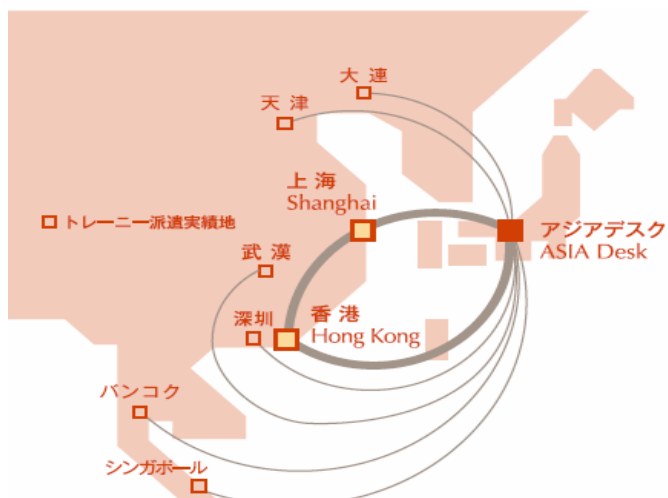 大連
天津
上海
Shanghai
トレーニー派遣実績地
アジアデスク
ASIA Desk
武漢
深圳
香港
Hong Kong
バンコク
シンガポール